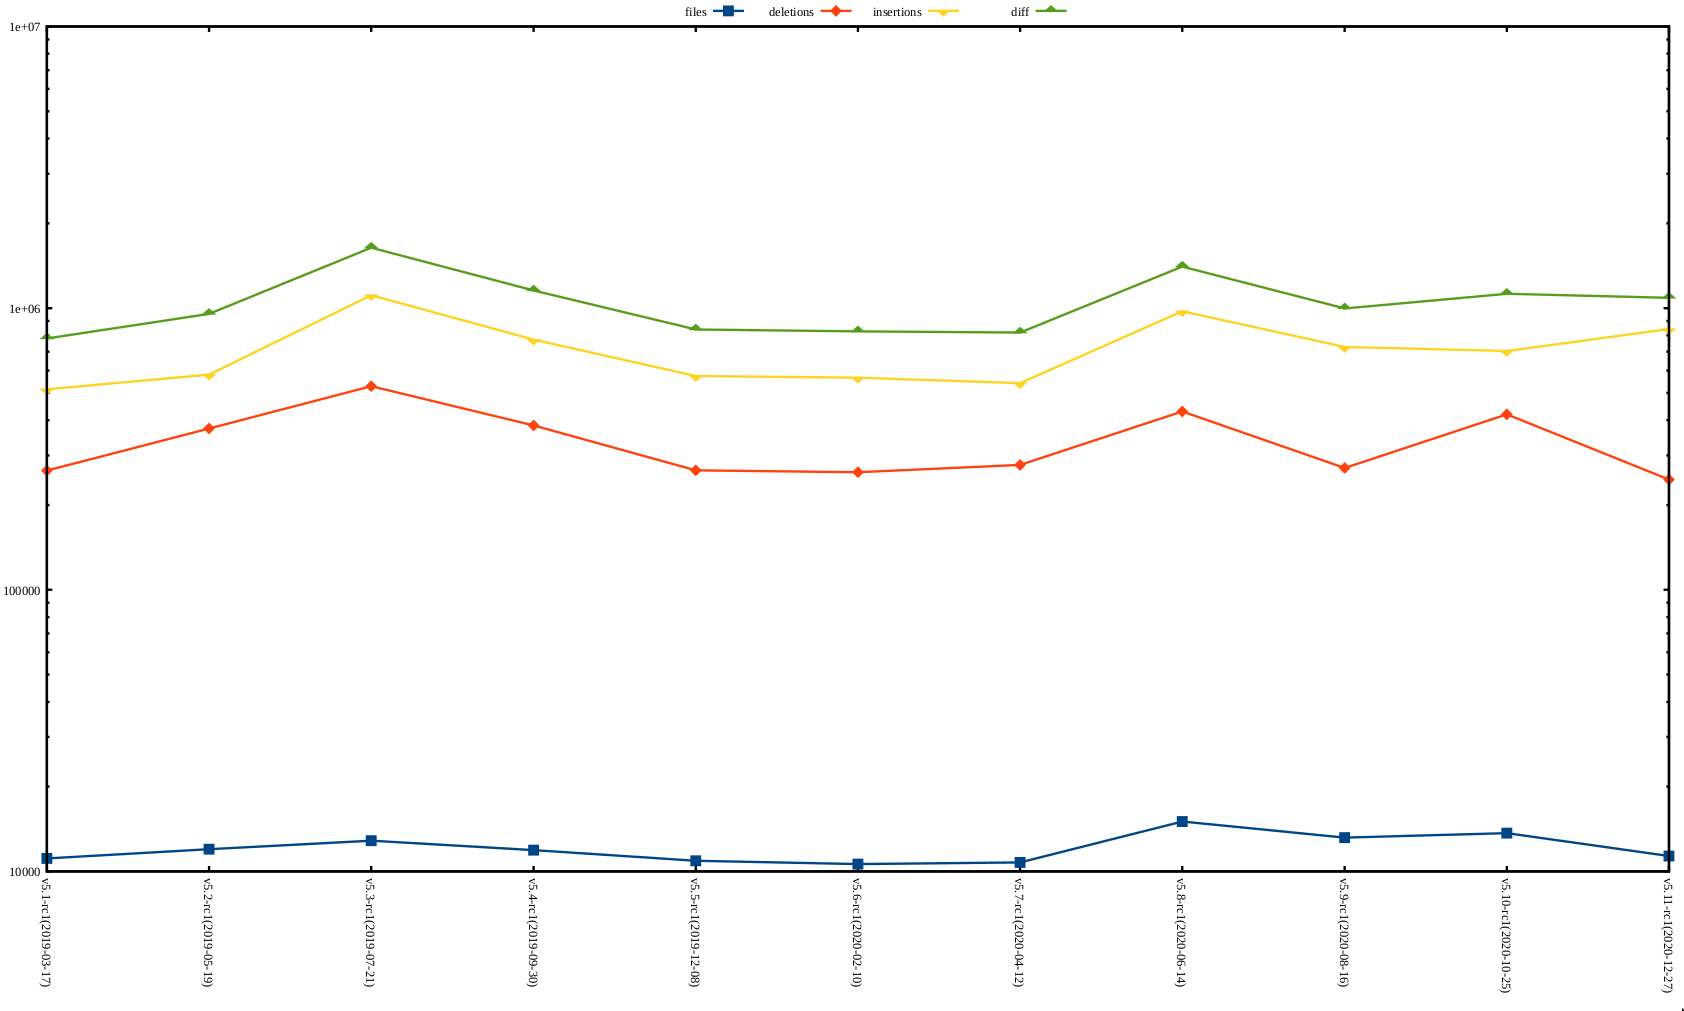 files deletions insertions diff
1e+07
1e+06
100000
10000
v5.1-rc1(2019-03-17)
v5.2-rc1(2019-05-19)
v5.3-rc1(2019-07-21)
v5.4-rc1(2019-09-30)
v5.5-rc1(2019-12-08)
v5.6-rc1(2020-02-10)
v5.7-rc1(2020-04-12)
v5.8-rc1(2020-06-14)
v5.9-rc1(2020-08-16)
v5.10-rc1(2020-10-25)
v5.11-rc1(2020-12-27)